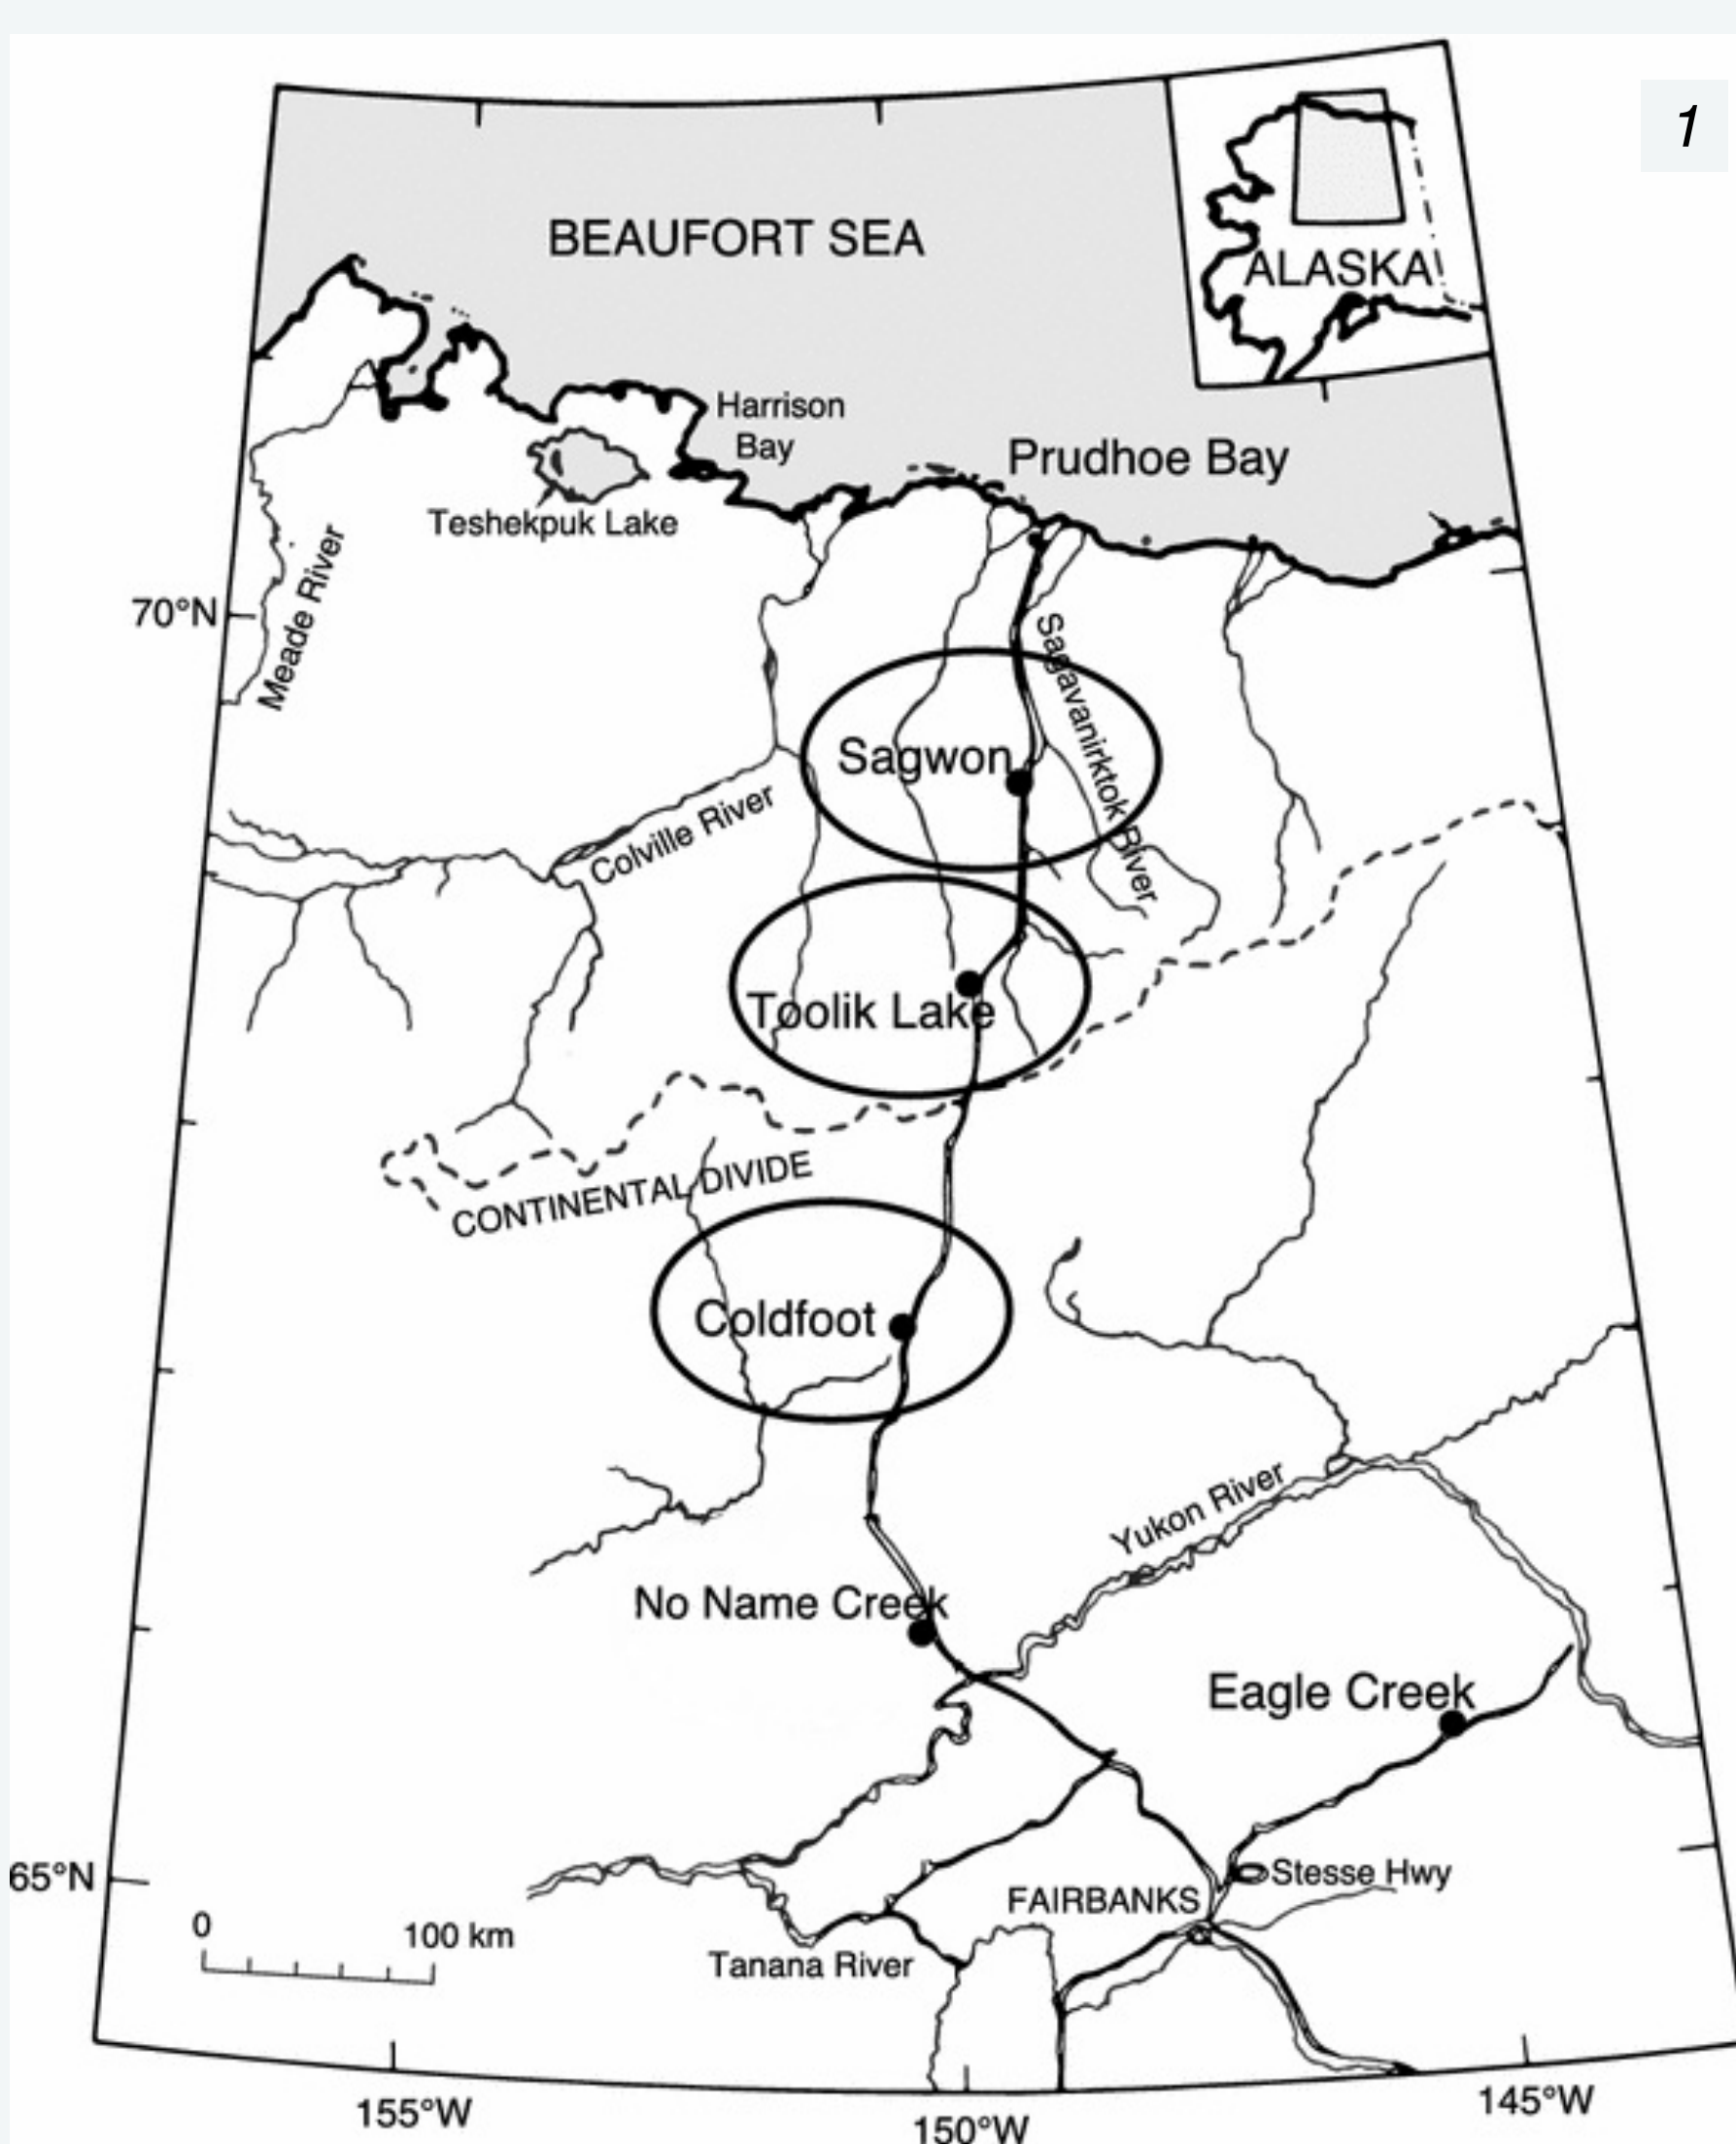 1
BEAUFORT SEA
ALASKA
Harrison
Bay
Prudhoe Bay
Teshekpuk Lake
70°N
Meade River
Sagavanirktok River
Sagwon
Colville River
Toolik Lake
CONTINENTAL DIVIDE
Coldfoot
Yukon River
No Name Creek
Eagle Creek
65°N
Stesse Hwy
FAIRBANKS
0
100 km
Tanana River
155°W
150°W
145°W